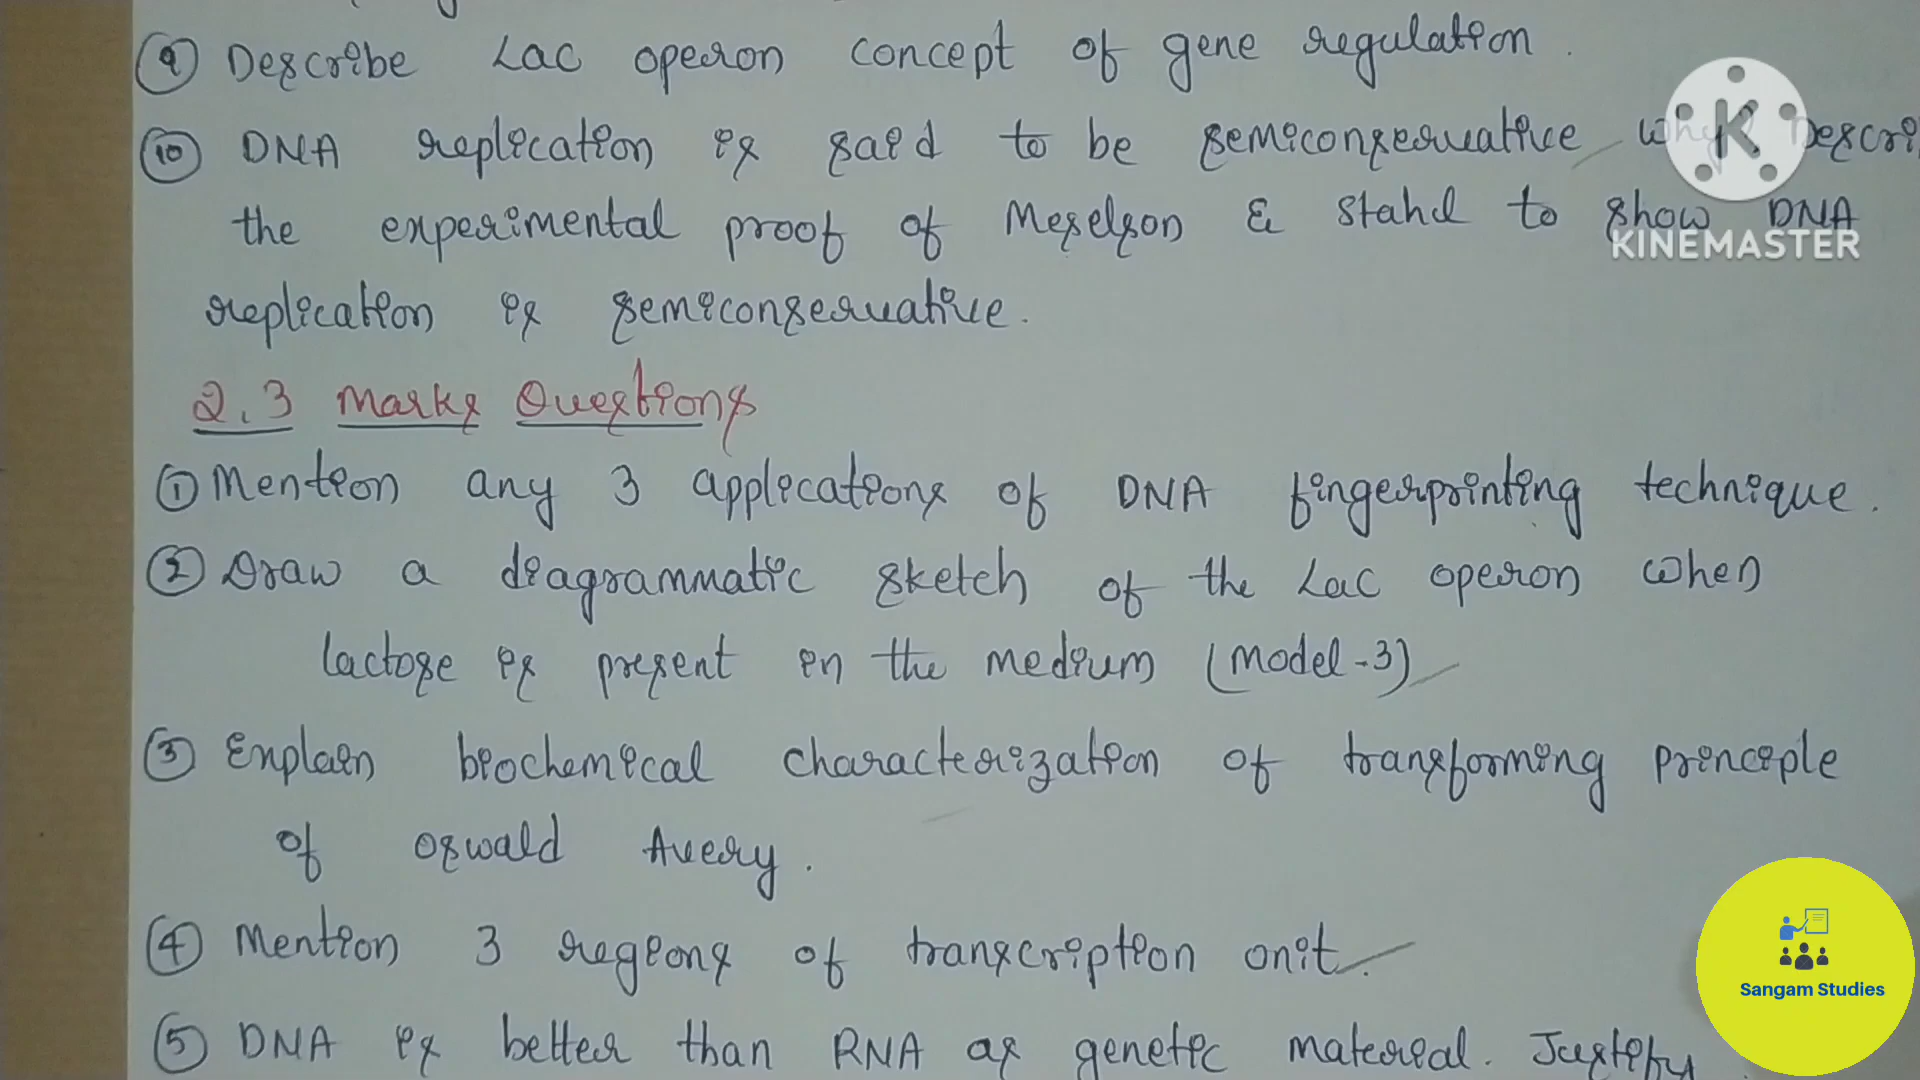 9 Describe Lac operon concept of gene regulation.
10 DNA replication is said to be semiconservative why? Descri
the experimental proof of Meselson & Stahl to show DNA
KINEMASTER
replication is semiconservative.
2.3 Marks Questions
1 Mention any 3 applications of DNA fingerprinting technique.
2 Draw a diagrammatic sketch of the Lac operon when
lactose is present in the medium (Model-3)
3 Explain biochemical characterization of transforming principle
of Oswald Avery.
4 Mention 3 regions of transcription onit.
Sangam Studies
5 DNA is better than RNA as genetic material. Justify